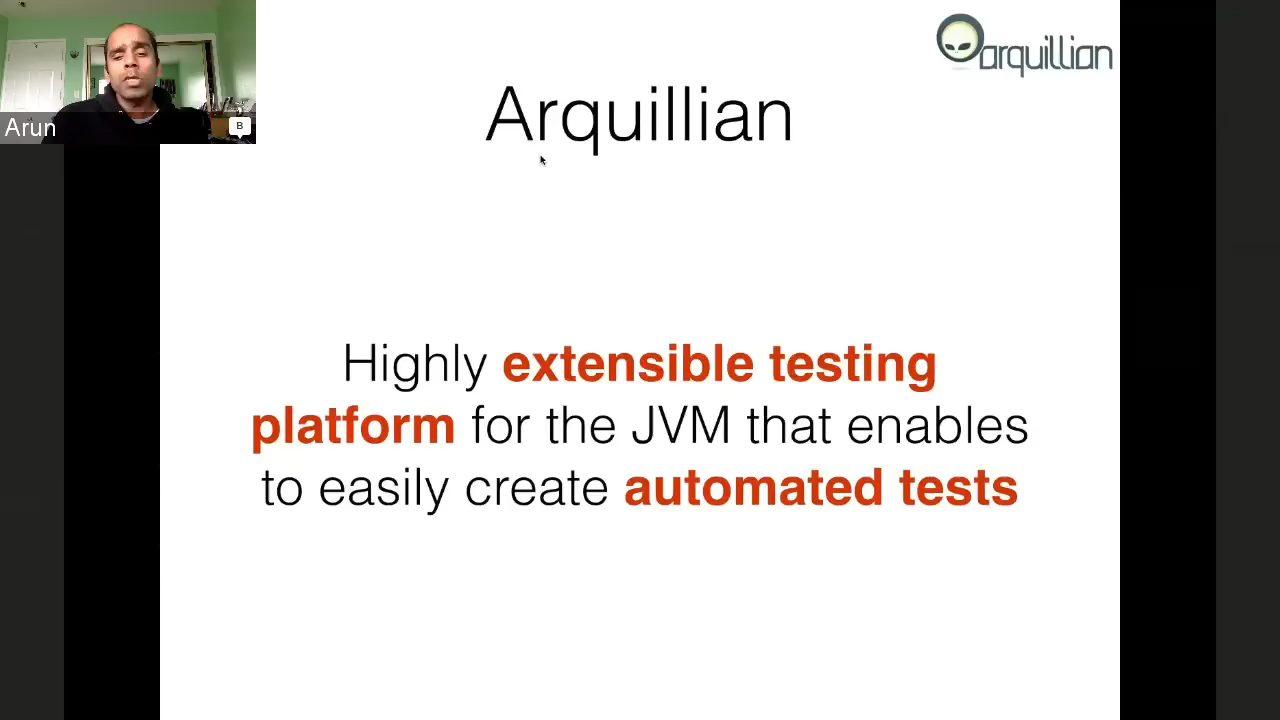 Arun
B
arquillian
Arquillian
Highly extensible testing
platform for the JVM that enables
to easily create automated tests